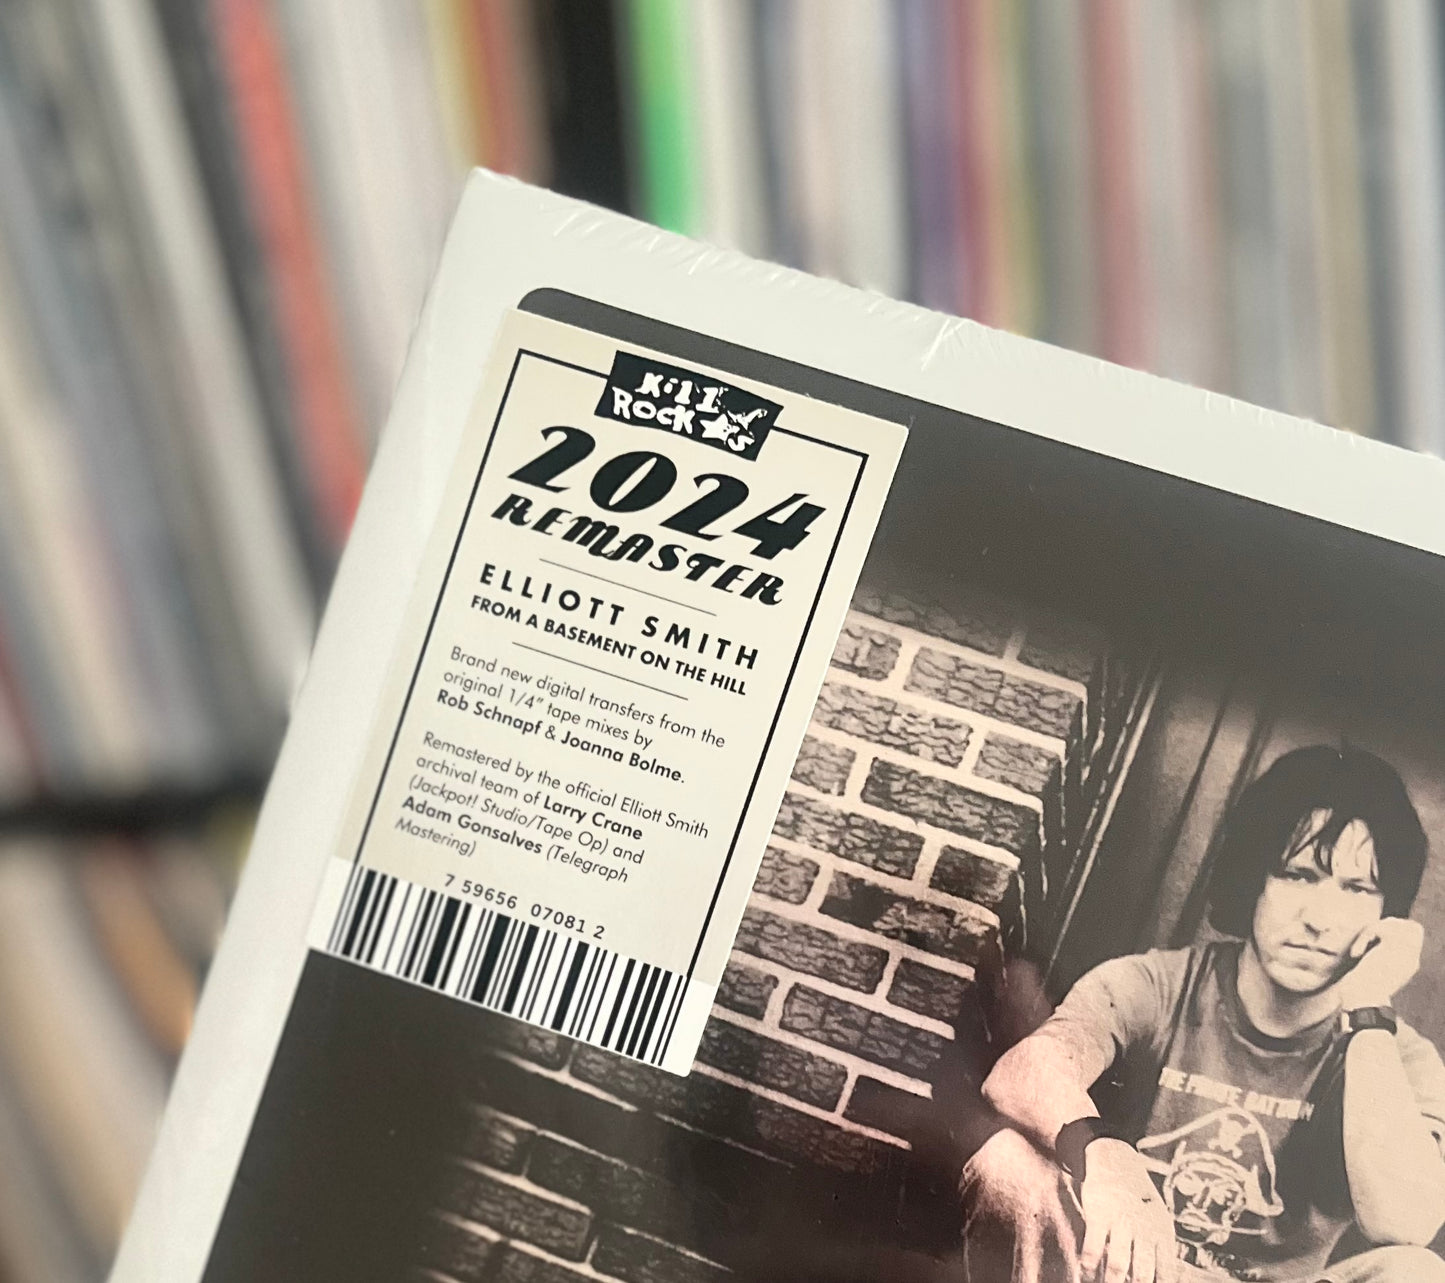 Kill
Rock ★s
2024
REMASTER
ELLIOTT SMITH
FROM A BASEMENT ON THE HILL
Brand new digital transfers from the
original 1/4" tape mixes by
Rob Schnapf & Joanna Bolme.
Remastered by the official Elliott Smith
archival team of Larry Crane
(Jackpot! Studio/Tape Op) and
Adam Gonsalves (Telegraph
Mastering)
7 59656 07081 2